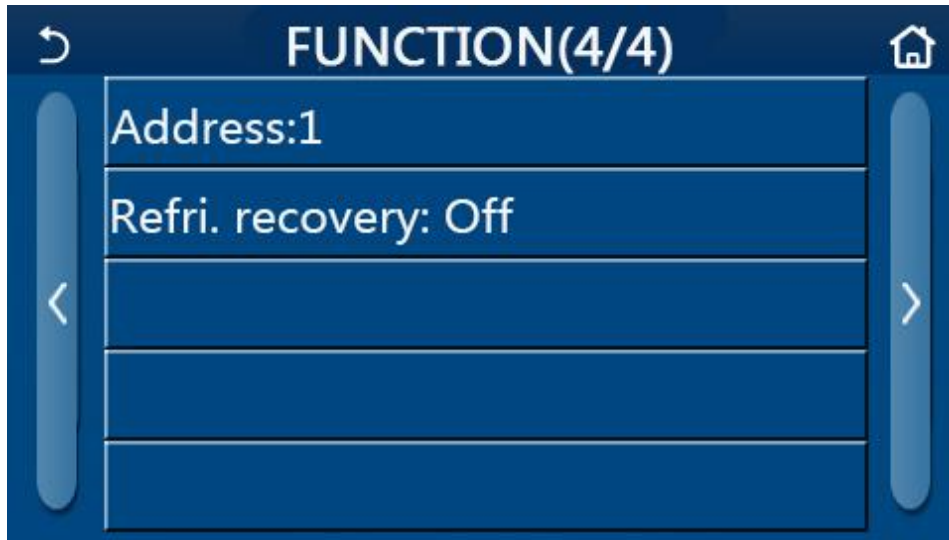 FUNCTION(4/4)
Address:1
Refri. recovery: Off